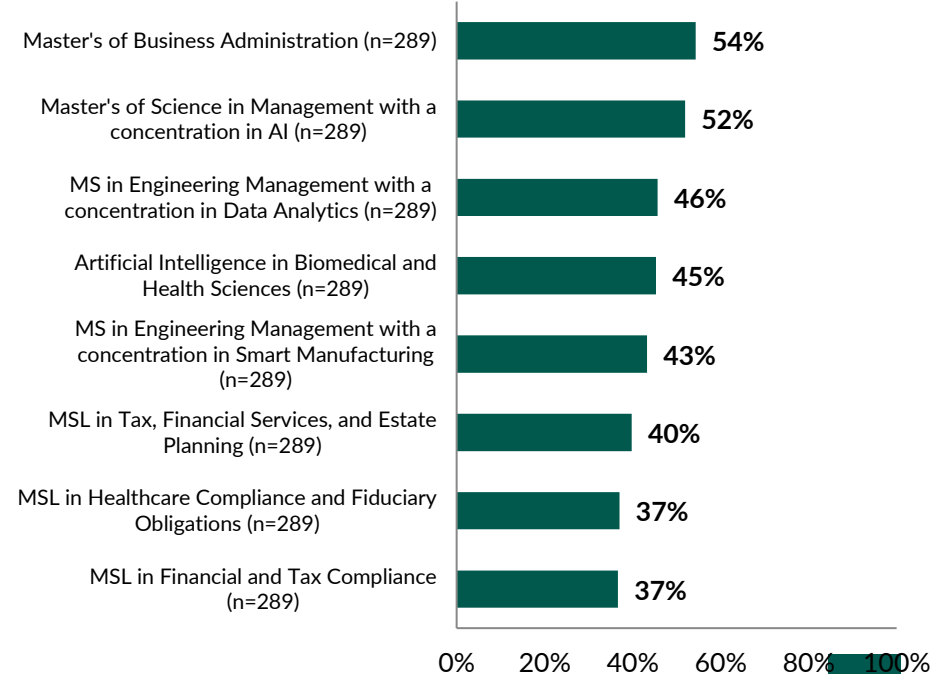 Master's of Business Administration (n=289)
54%
Master's of Science in Management with a
concentration in AI (n=289)
52%
MS in Engineering Management with a
concentration in Data Analytics (n=289)
46%
Artificial Intelligence in Biomedical and
Health Sciences (n=289)
45%
MS in Engineering Management with a
concentration in Smart Manufacturing
(n=289)
43%
MSL in Tax, Financial Services, and Estate
Planning (n=289)
40%
MSL in Healthcare Compliance and Fiduciary
Obligations (n=289)
37%
MSL in Financial and Tax Compliance
(n=289)
37%
0% 20% 40% 60% 80% 100%